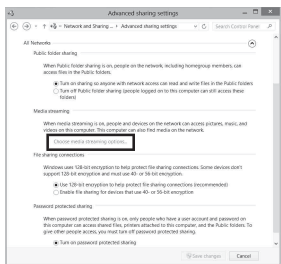 Advanced sharing settings
Network and Sharing ... Advanced sharing settings
Search Control Panel
All Networks
Public folder sharing
When Public folder sharing is on, people on the network, including homegroup members, can
access files in the Public folders.
Turn on sharing so anyone with network access can read and write files in the Public folders
Turn off Public folder sharing (people logged on to this computer can still access these
folders)
Media streaming
When media streaming is on, people and devices on the network can access pictures, music, and
videos on this computer. This computer can also find media on the network.
Choose media streaming options...
File sharing connections
Windows uses 128-bit encryption to help protect file sharing connections. Some devices don't
support 128-bit encryption and must use 40- or 56-bit encryption.
Use 128-bit encryption to help protect file sharing connections (recommended)
Enable file sharing for devices that use 40- or 56-bit encryption
Password protected sharing
When password protected sharing is on, only people who have a user account and password on
this computer can access shared files, printers attached to this computer, and the Public folders. To
give other people access, you must turn off password protected sharing.
Turn on password protected sharing
Save changes
Cancel